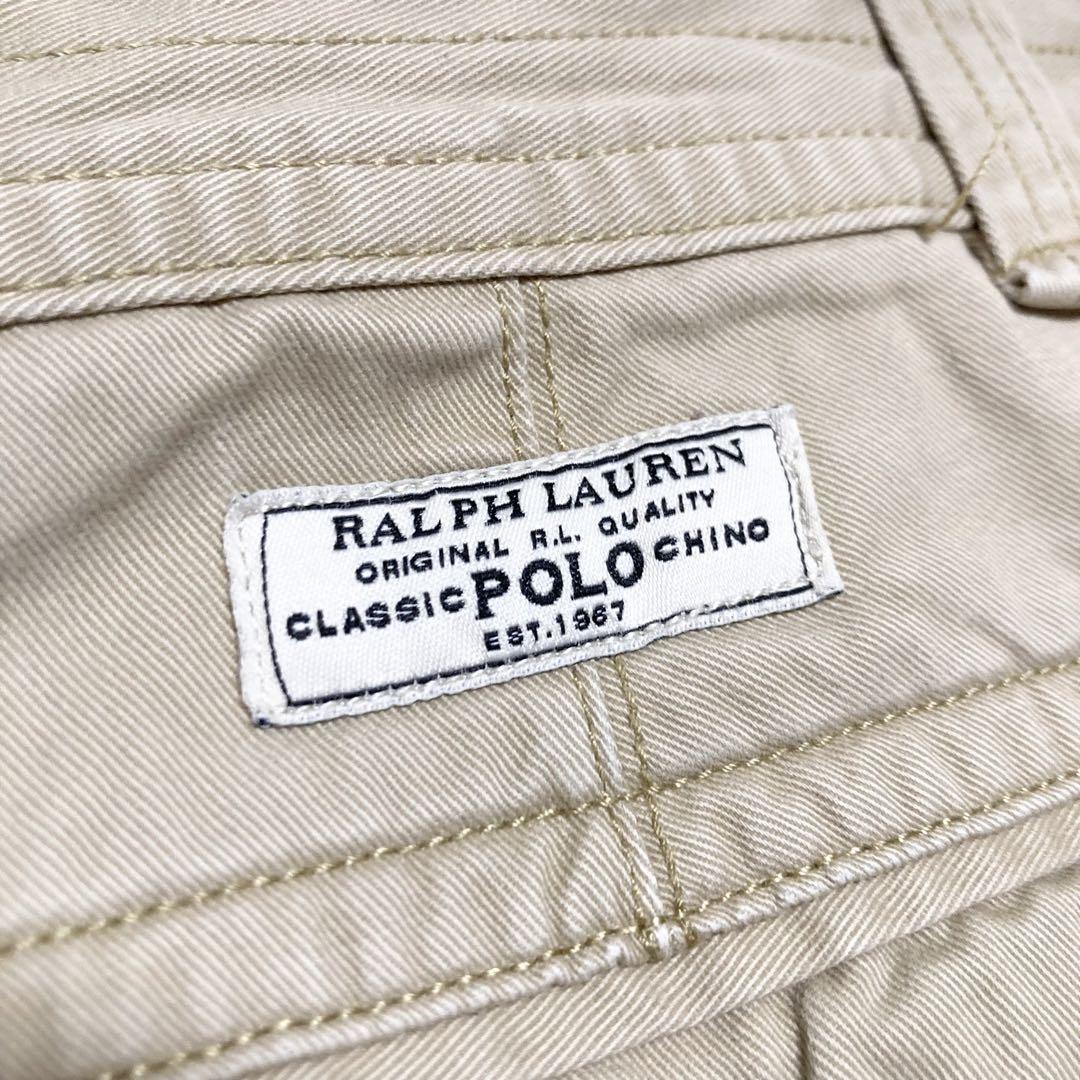 RALPH LAUREN
ORIGINAL R.L. QUALITY
CLASSIC POLO CHINO
EST. 1967